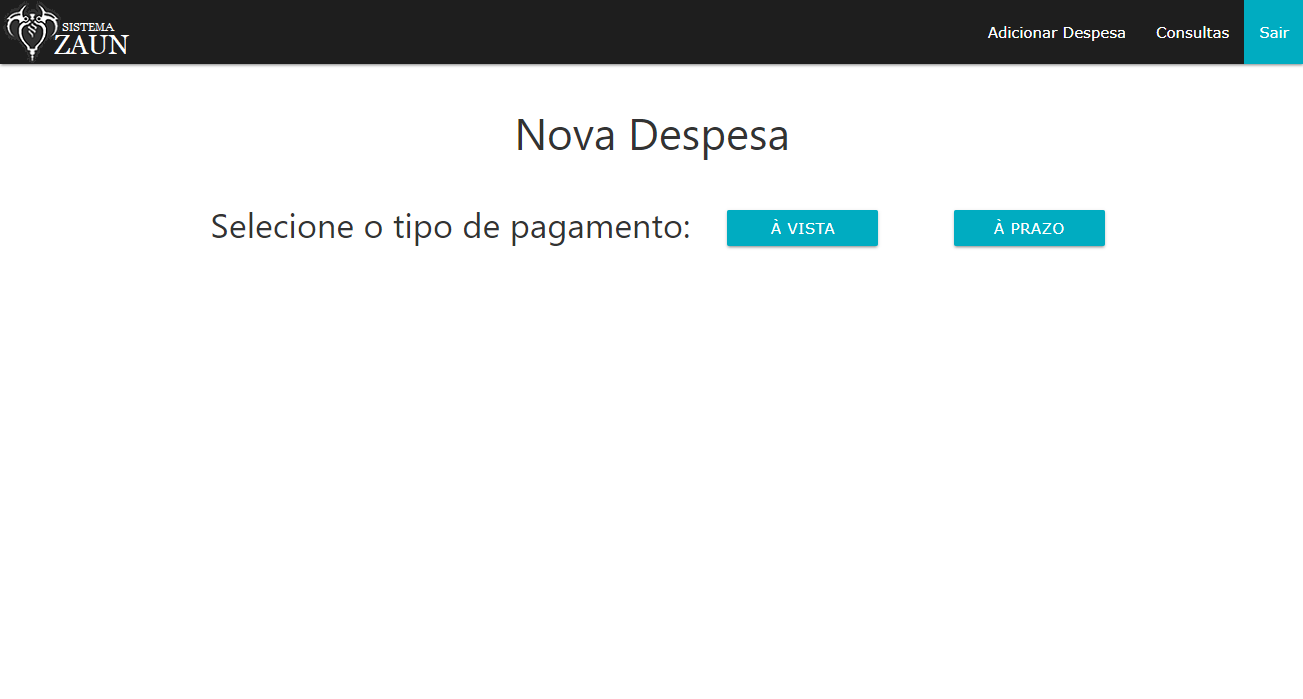 SISTEMA
ZAUN
Adicionar Despesa Consultas Sair
Nova Despesa
Selecione o tipo de pagamento: À VISTA À PRAZO